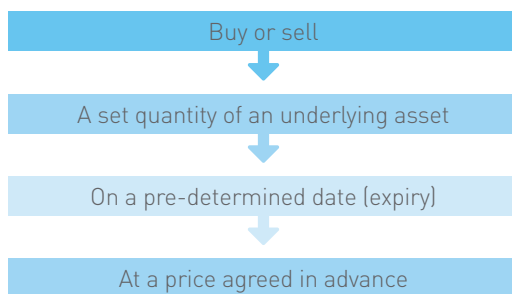 Buy or sell
A set quantity of an underlying asset
On a pre-determined date (expiry)
At a price agreed in advance